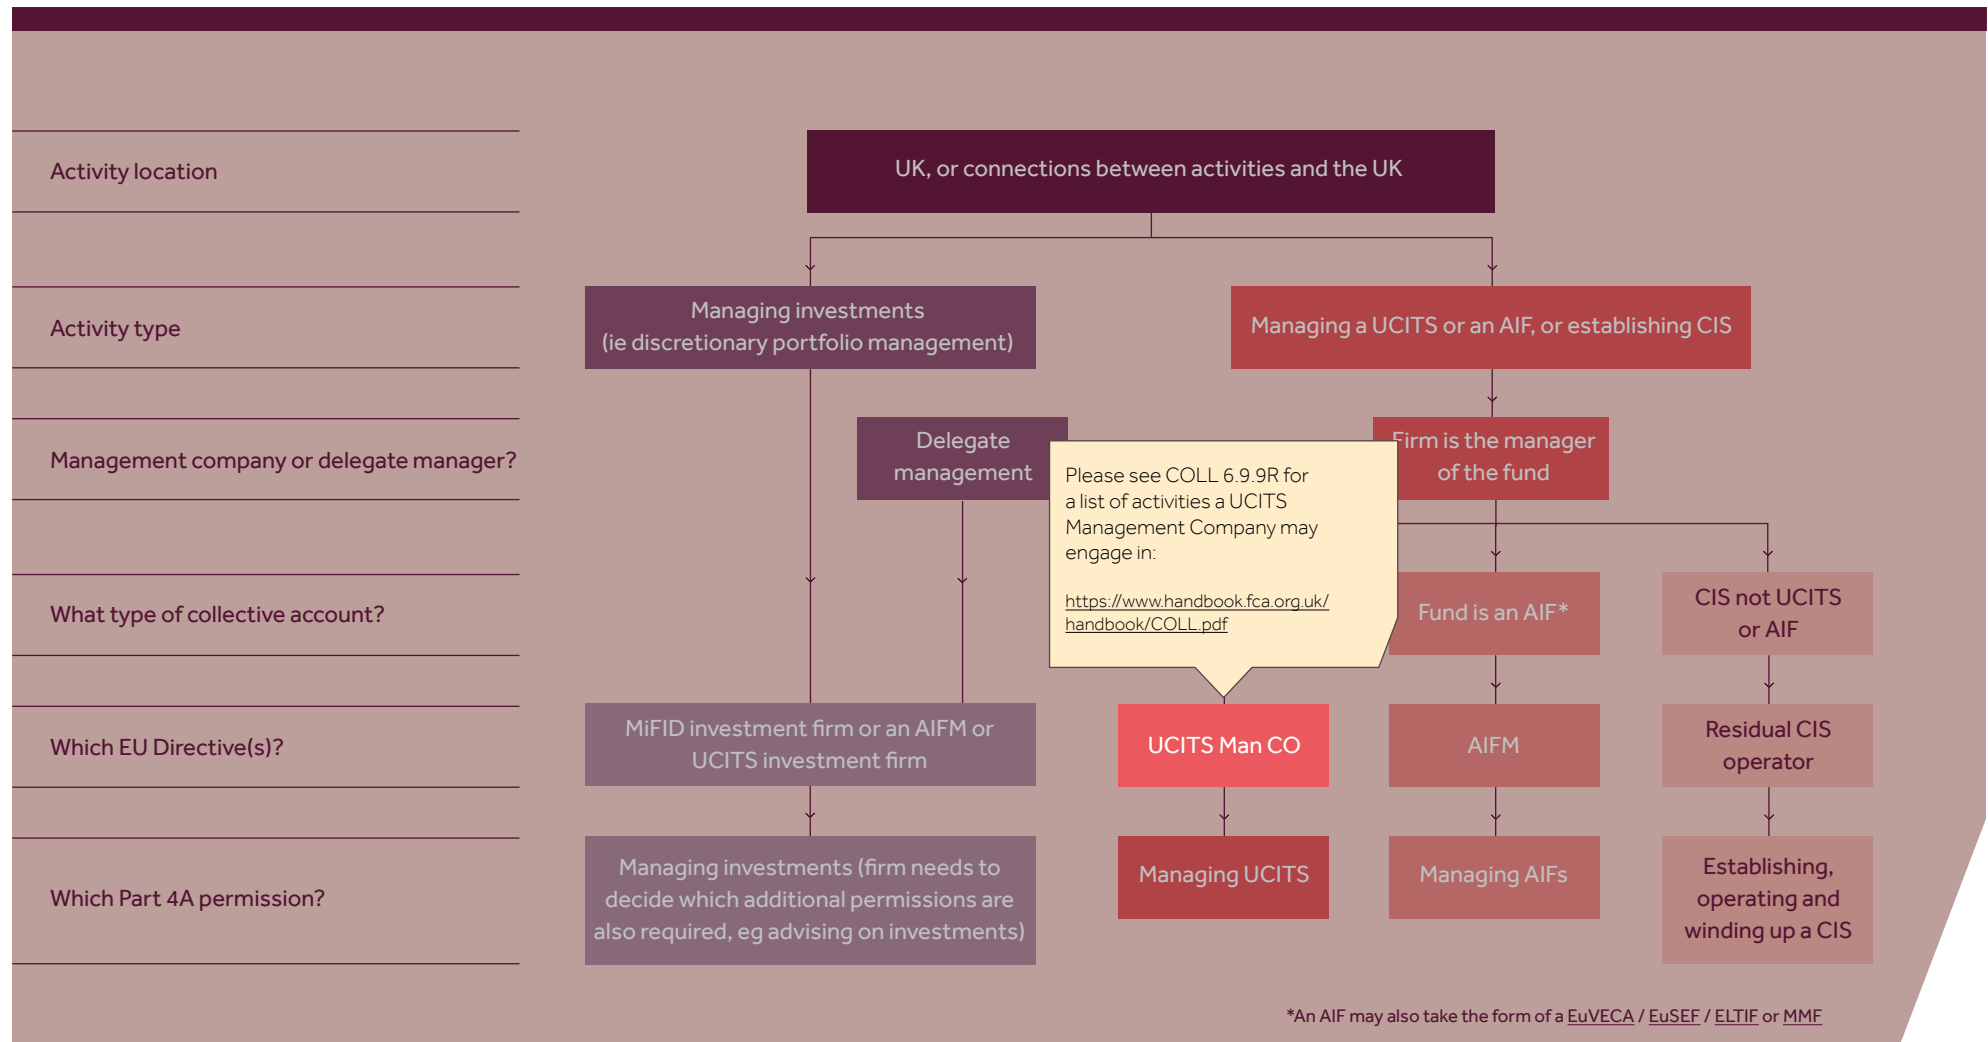 Activity location
UK, or connections between activities and the UK
Activity type
Managing investments
(ie discretionary portfolio management)
Managing a UCITS or an AIF, or establishing CIS
Management company or delegate manager?
Delegate
management
Firm is the manager
of the fund
Please see COLL 6.9.9R for
a list of activities a UCITS
Management Company may
engage in:
https://www.handbook.fca.org.uk/
handbook/COLL.pdf
What type of collective account?
Fund is an AIF*
CIS not UCITS
or AIF
Which EU Directive(s)?
MiFID investment firm or an AIFM or
UCITS investment firm
UCITS Man CO
AIFM
Residual CIS
operator
Which Part 4A permission?
Managing investments (firm needs to
decide which additional permissions are
also required, eg advising on investments)
Managing UCITS
Managing AIFs
Establishing,
operating and
winding up a CIS
*An AIF may also take the form of a EuVECA / EuSEF / ELTIF or MMF